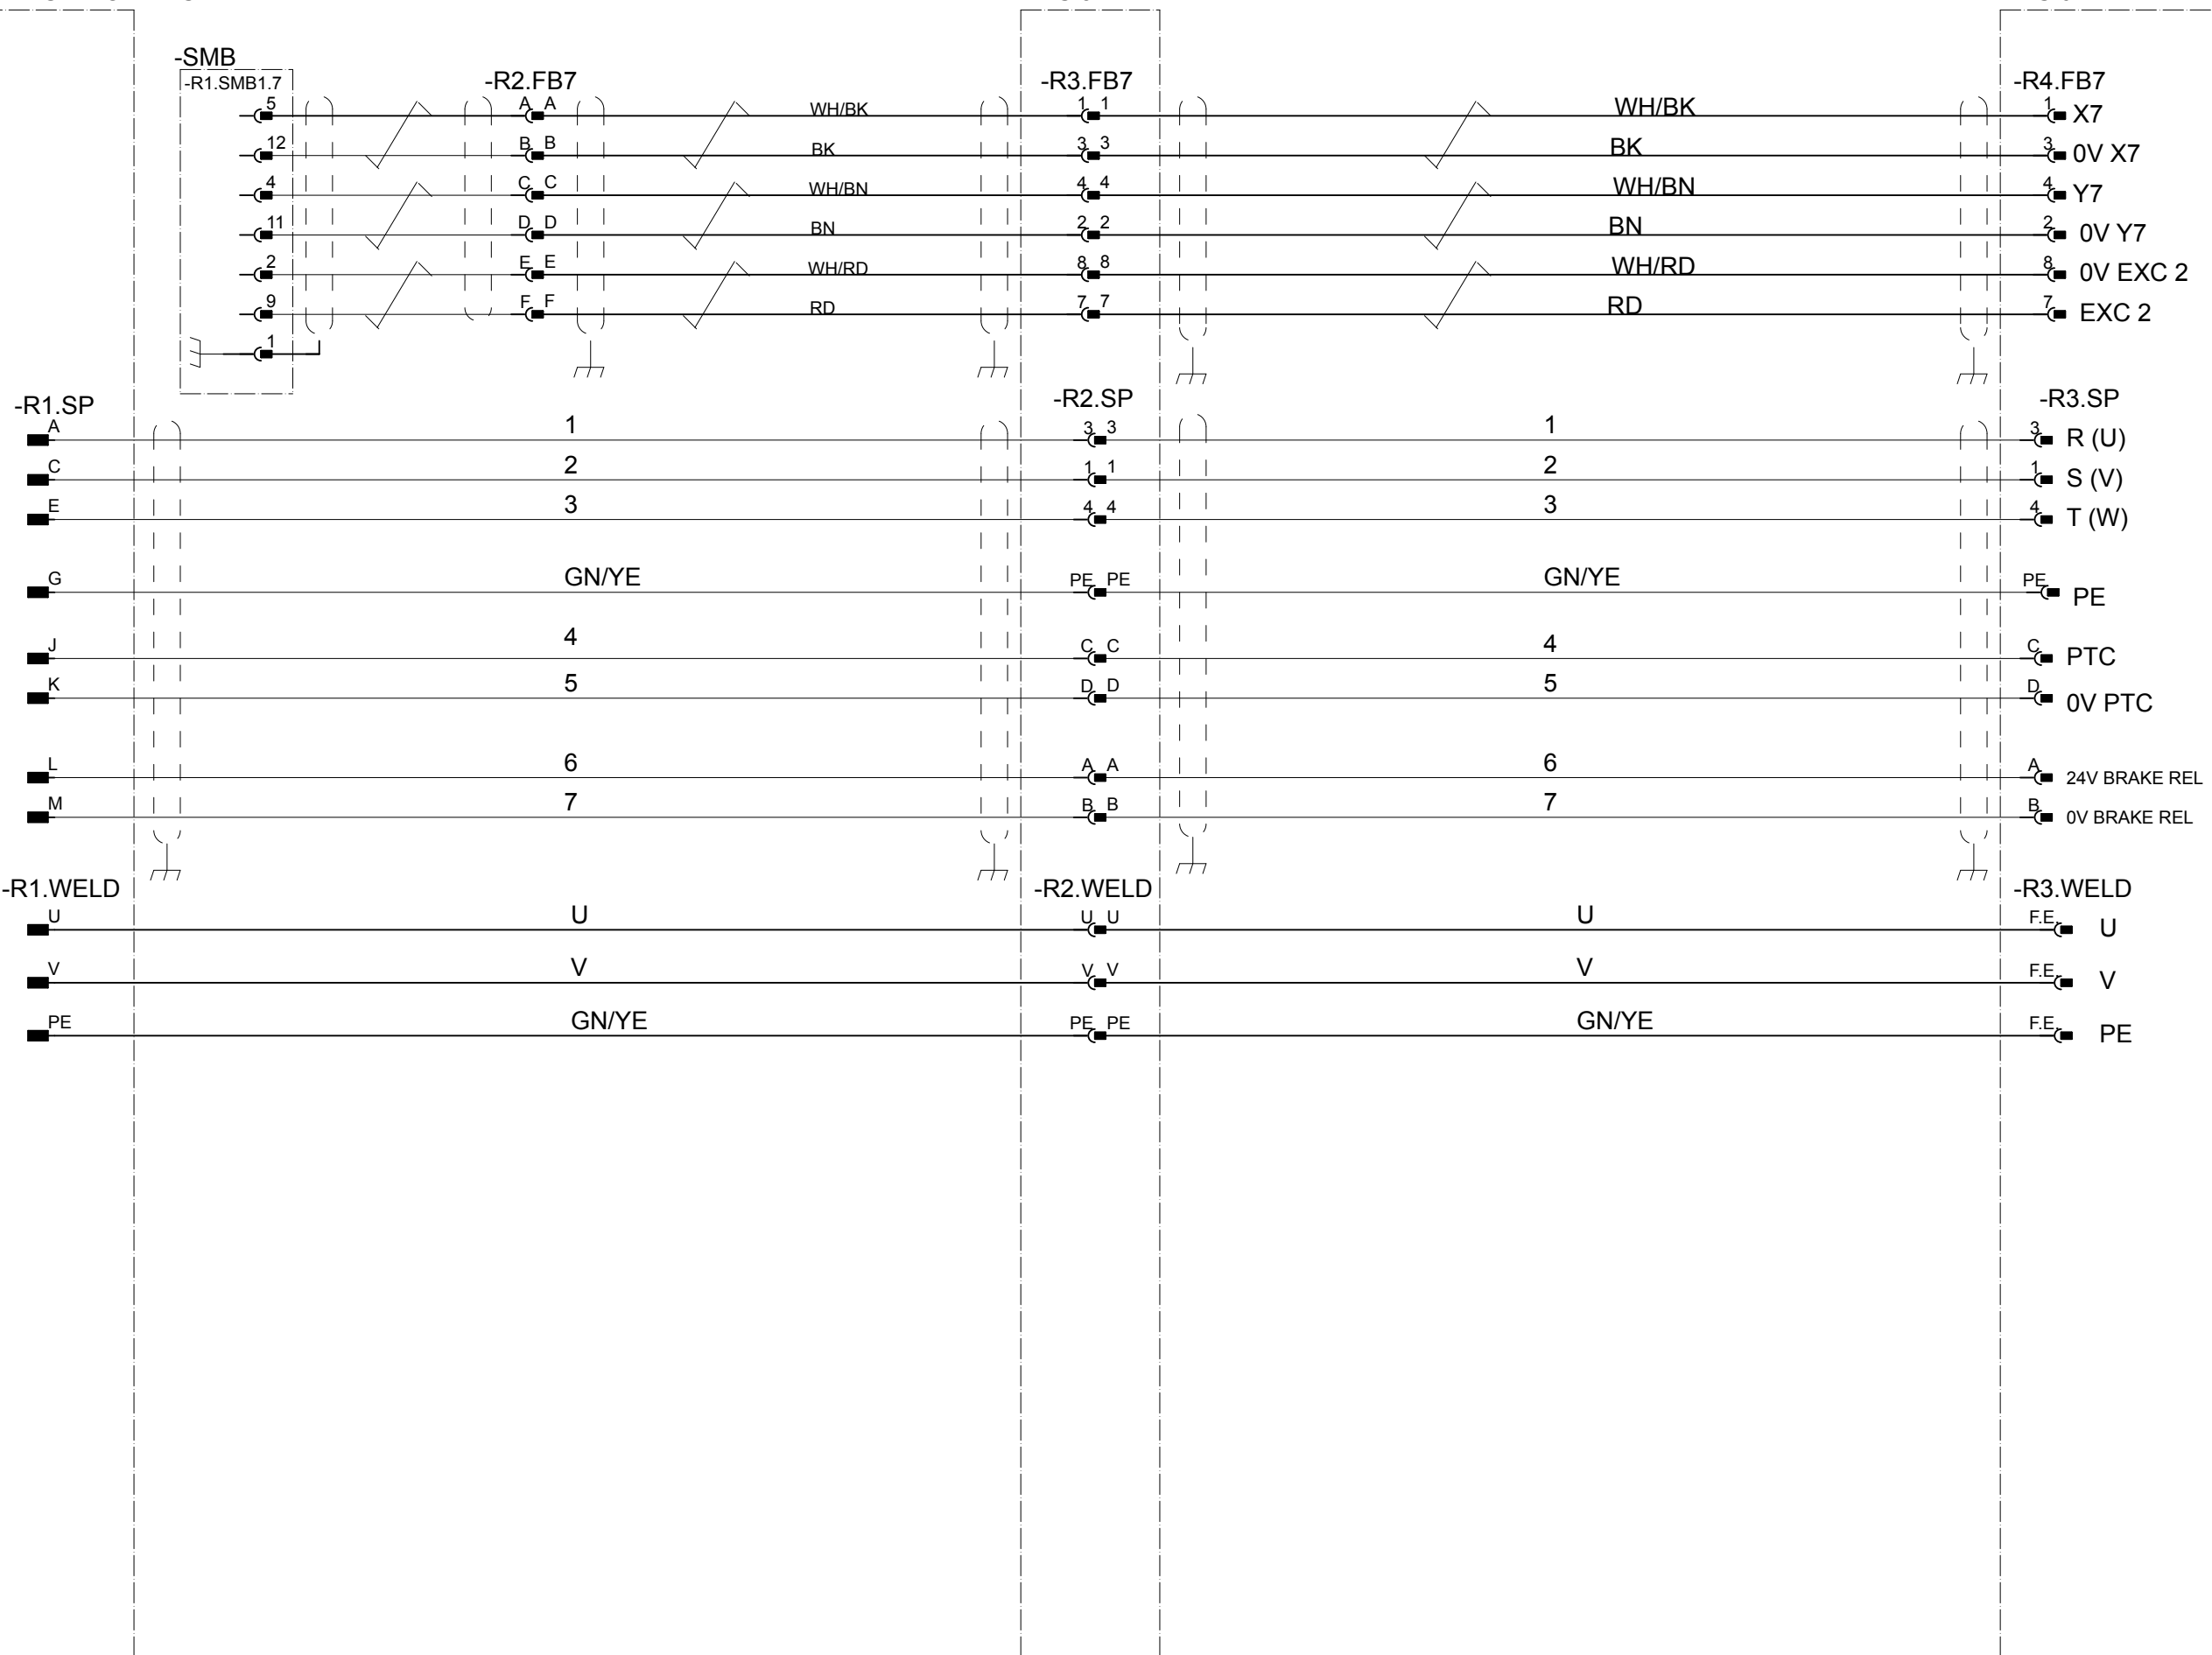 -SMB
-R1.SMB1.7 -R2.FB7 -R3.FB7 -R4.FB7
5 A A WH/BK 1 1 WH/BK 1 X7
12 B B BK 3 3 BK 3 0V X7
4 C C WH/BN 4 4 WH/BN 4 Y7
11 D D BN 2 2 BN 2 0V Y7
2 E E WH/RD 8 8 WH/RD 8 0V EXC 2
9 F F RD 7 7 RD 7 EXC 2
1
-R1.SP -R2.SP -R3.SP
A 1 3 3 1 3 R (U)
C 2 1 1 2 1 S (V)
E 3 4 4 3 4 T (W)
G GN/YE PE PE GN/YE PE PE
J 4 C C 4 C PTC
K 5 D D 5 D 0V PTC
L 6 A A 6 A 24V BRAKE REL
M 7 B B 7 B 0V BRAKE REL
-R1.WELD -R2.WELD -R3.WELD
U U U U U F.E. U
V V V V V F.E. V
PE GN/YE PE PE GN/YE F.E. PE